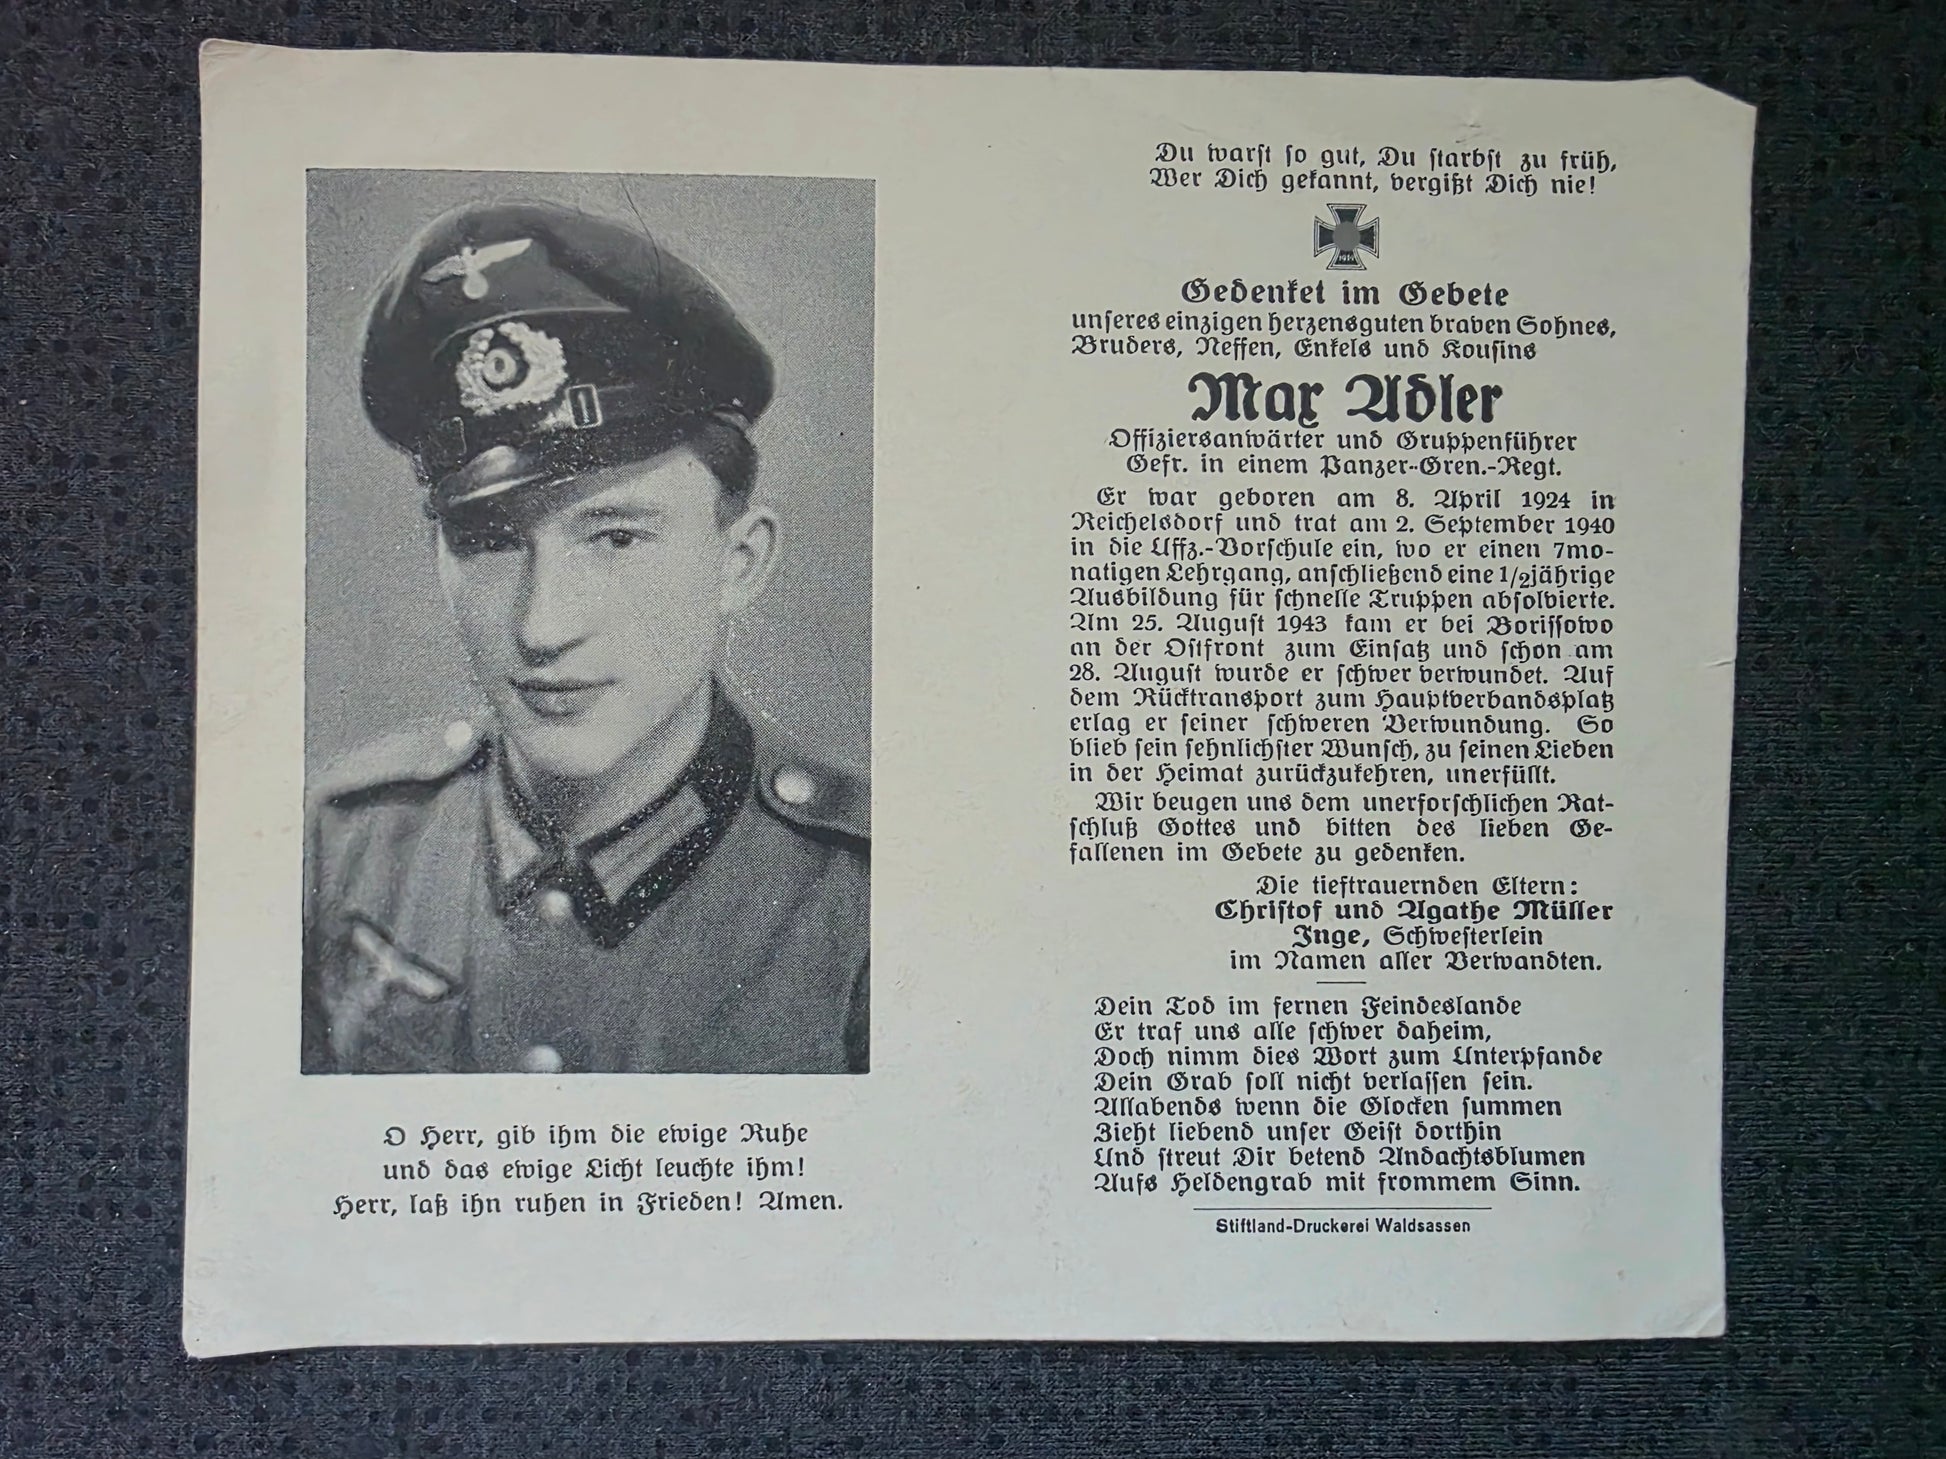 O Herr, gib ihm die ewige Ruhe
und das ewige Licht leuchte ihm!
Herr, laß ihn ruhen in Frieden! Amen.
Du warst so gut, Du starbst zu früh,
Wer Dich gekannt, vergißt Dich nie!
Gedenket im Gebete
unseres einzigen herzensguten braven Sohnes,
Bruders, Neffen, Enkels und Kousins
Max Adler
Offiziersanwärter und Gruppenführer
Gefr. in einem Panzer-Gren.-Regt.
Er war geboren am 8. April 1924 in
Reichelsdorf und trat am 2. September 1940
in die Uffz.-Vorschule ein, wo er einen 7mo-
natigen Lehrgang, anschließend eine 1/2jährige
Ausbildung für schnelle Truppen absolvierte.
Am 25. August 1943 kam er bei Borissowo
an der Ostfront zum Einsatz und schon am
28. August wurde er schwer verwundet. Auf
dem Rücktransport zum Hauptverbandsplatz
erlag er seiner schweren Verwundung. So
blieb sein sehnlichster Wunsch, zu seinen Lieben
in der Heimat zurückzukehren, unerfüllt.
Wir beugen uns dem unerforschlichen Rat-
schluß Gottes und bitten des lieben Ge-
fallenen im Gebete zu gedenken.
Die tieftrauernden Eltern:
Christof und Agathe Müller
Inge, Schwesterlein
im Namen aller Verwandten.
Dein Tod im fernen Feindeslande
Er traf uns alle schwer daheim,
Doch nimm dies Wort zum Unterpfande
Dein Grab soll nicht verlassen sein.
Allabends wenn die Glocken summen
Zieht liebend unser Geist dorthin
Und streut Dir betend Andachtsblumen
Aufs Heldengrab mit frommem Sinn.
Stiftland-Druckerei Waldsassen